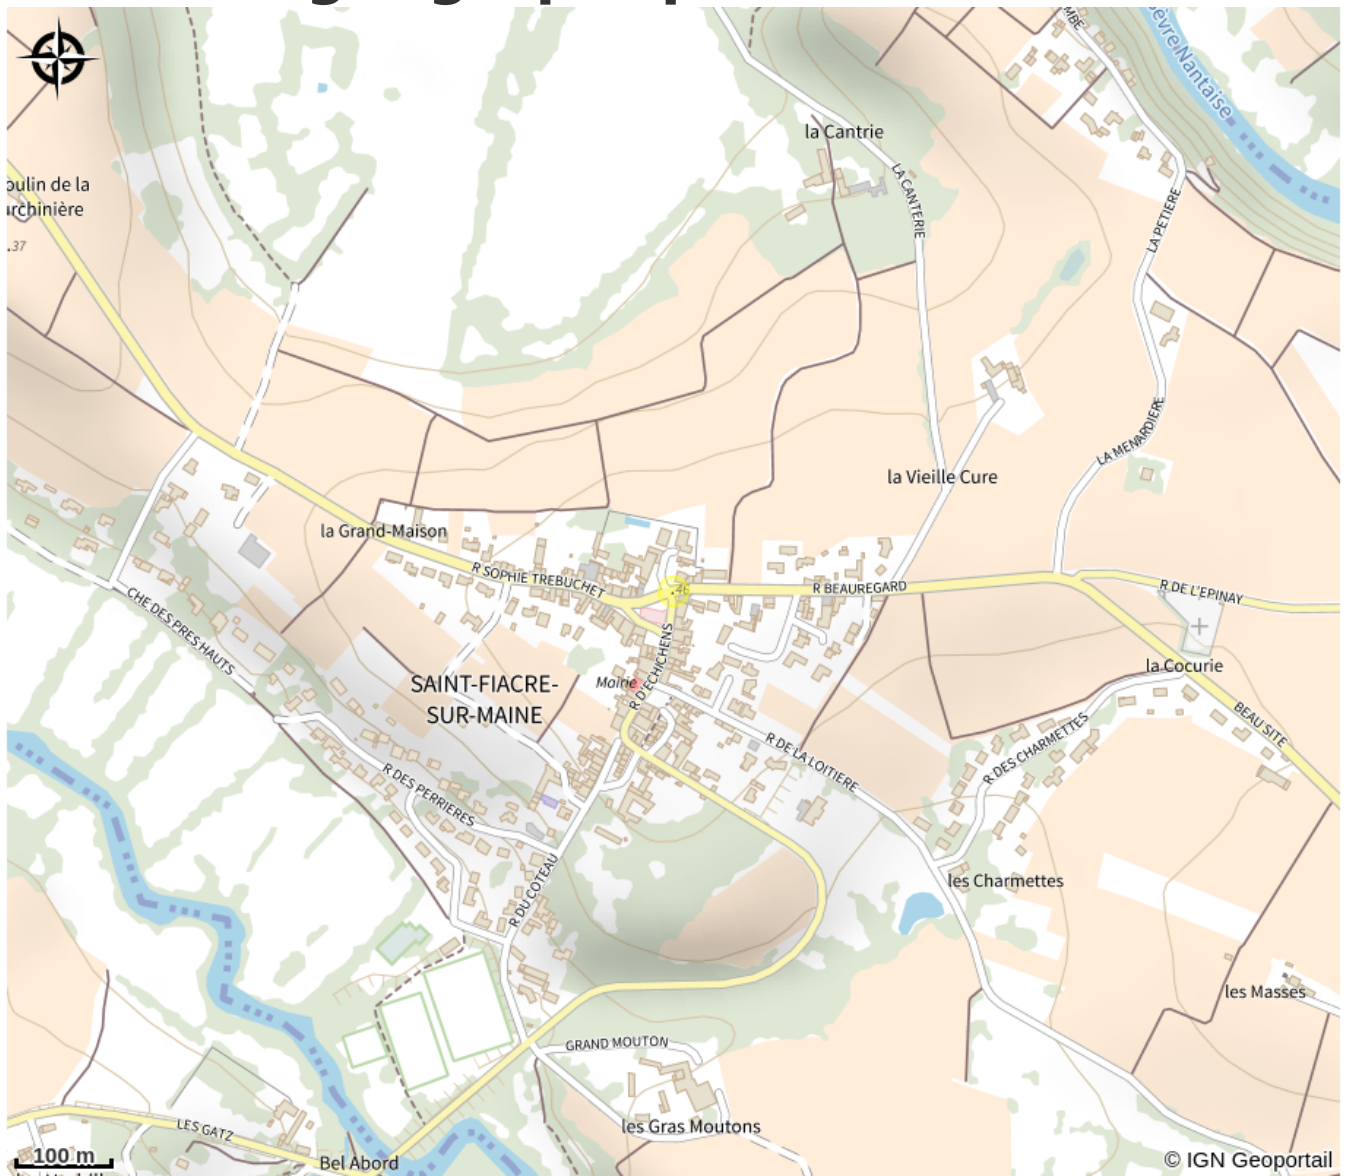 Sèvre Nantaise
la Cantrie
LA CANTERIE
LA PETIERE
oulin de la
urchinière
.37
LA MENARDIERE
la Vieille Cure
la Grand-Maison
R SOPHIE TREBUCHET
.46
R BEAUREGARD
R DE L'EPINAY
CHE DES PRES HAUTS
R D'ECHICHENS
la Cocurie
Mairie
SAINT-FIACRE-
SUR-MAINE
BEAU SITE
R DE LA LOITIERE
R DES CHARMETTES
R DES PERRIERES
R DU COTEAU
les Charmettes
les Masses
GRAND MOUTON
les Gras Moutons
LES GATZ
Bel Abord
100 m
© IGN Geoportail